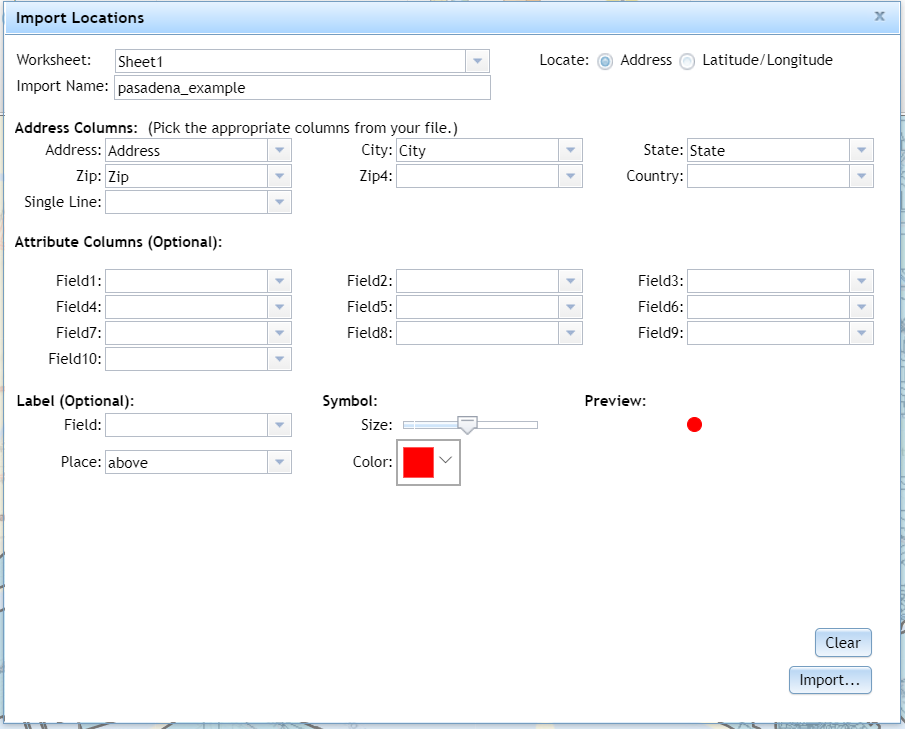 Import Locations x
Worksheet: Sheet1 Locate: Address Latitude/Longitude
Import Name: pasadena_example
Address Columns: (Pick the appropriate columns from your file.)
Address: Address City: City State: State
Zip: Zip Zip4: Country:
Single Line:
Attribute Columns (Optional):
Field1: Field2: Field3:
Field4: Field5: Field6:
Field7: Field8: Field9:
Field10:
Label (Optional): Symbol: Preview:
Field: Size:
Place: above Color:
Clear
Import...